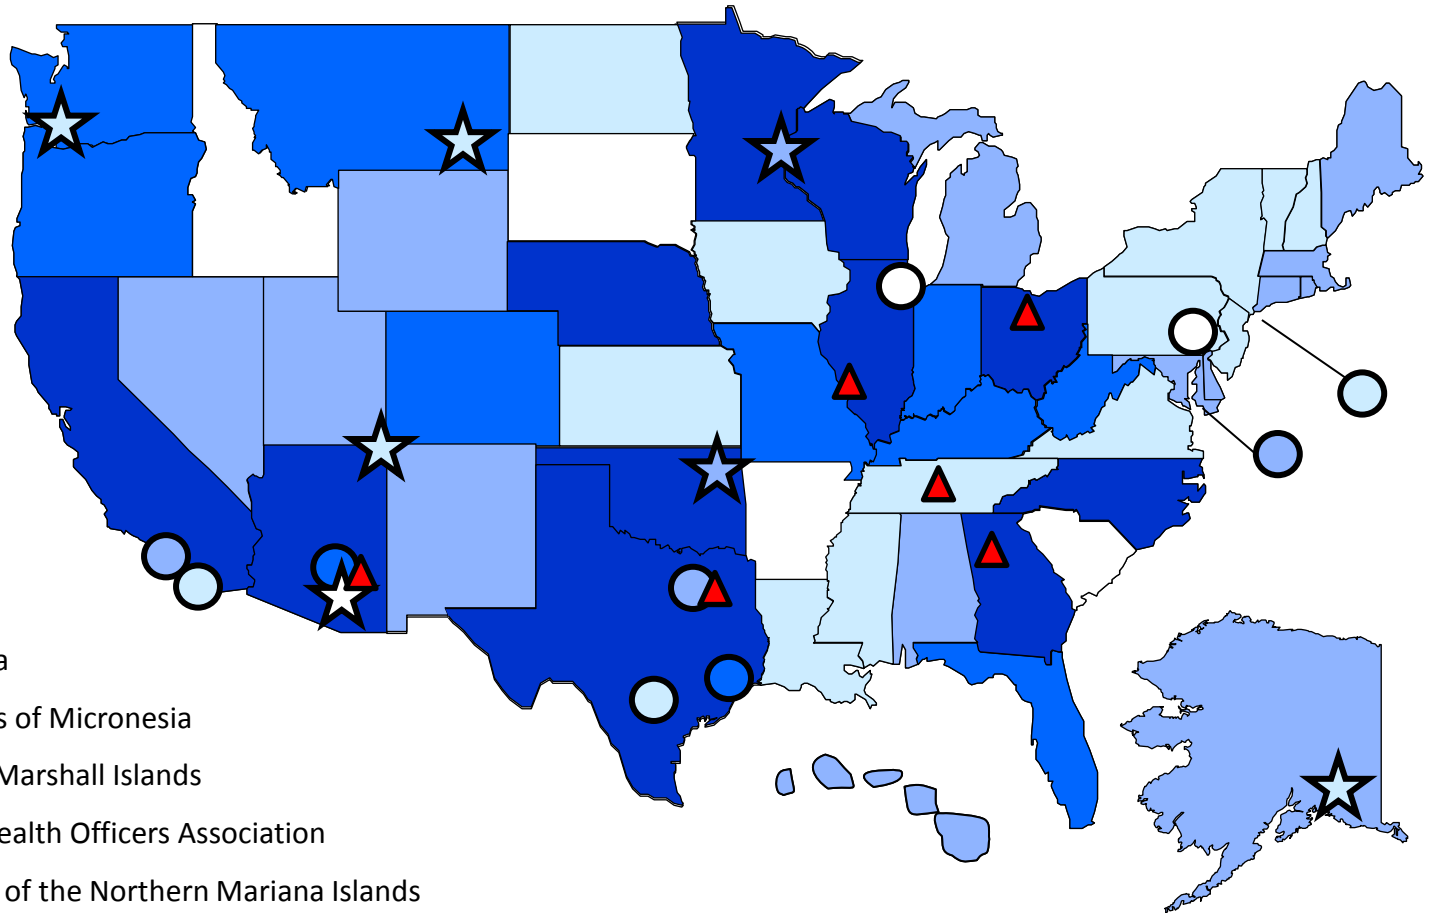 a
s of Micronesia
Marshall Islands
ealth Officers Association
of the Northern Mariana Islands